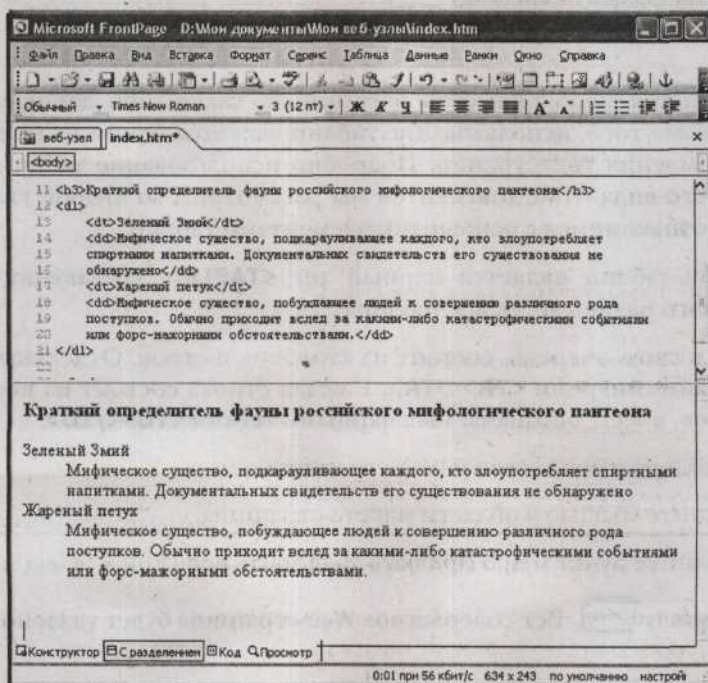 Microsoft FrontPage - D:\Мои документы\Мои веб-узлы\index.htm
Файл Правка Вид Вставка Формат Сервис Таблица Данные Рамки Окно Справка
Обычный Times New Roman 3 (12 пт) Ж К Ч A A
веб-узел index.htm*
<body>
11 <h3>Краткий определитель фауны российского мифологического пантеона</h3>
12 <dl>
13 <dt>Зеленый Змий</dt>
14 <dd>Мифическое существо, подкарауливающее каждого, кто злоупотребляет
15 спиртными напитками. Документальных свидетельств его существования не
16 обнаружено</dd>
17 <dt>Жареный петух</dt>
18 <dd>Мифическое существо, побуждающее людей к совершению различного рода
19 поступков. Обычно приходит вслед за какими-либо катастрофическими событиями
20 или форс-мажорными обстоятельствами.</dd>
21 </dl>
Краткий определитель фауны российского мифологического пантеона
Зеленый Змий
Мифическое существо, подкарауливающее каждого, кто злоупотребляет спиртными
напитками. Документальных свидетельств его существования не обнаружено
Жареный петух
Мифическое существо, побуждающее людей к совершению различного рода
поступков. Обычно приходит вслед за какими-либо катастрофическими событиями
или форс-мажорными обстоятельствами.
Конструктор С разделением Код Просмотр
0:01 при 56 кбит/с 634 x 243 по умолчанию настрой